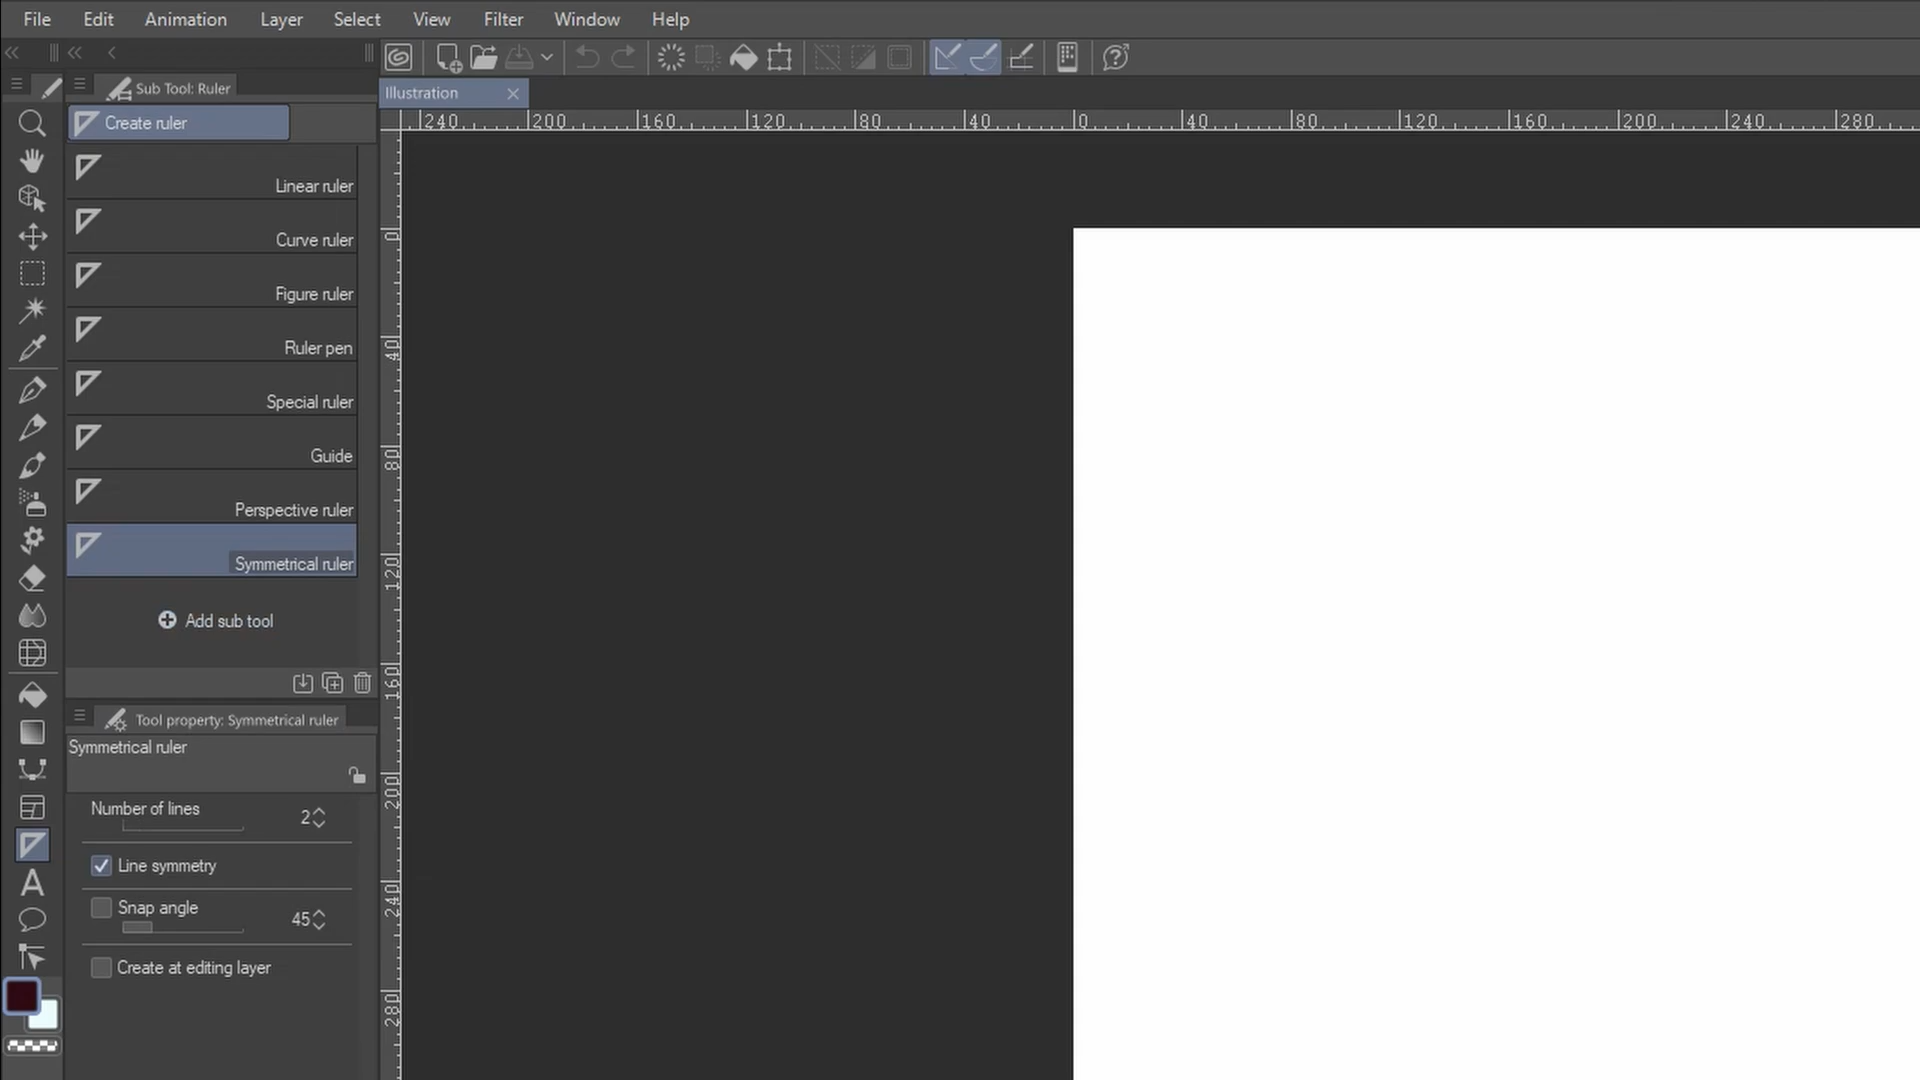 File Edit Animation Layer Select View Filter Window Help
Sub Tool: Ruler
Illustration
Create ruler
240 200 160 120 80 40 0 40 80 120 160 200 240 280
Linear ruler
Curve ruler
Figure ruler
Ruler pen
Special ruler
Guide
Perspective ruler
Symmetrical ruler
Add sub tool
0
40
80
120
160
200
240
280
Tool property: Symmetrical ruler
Symmetrical ruler
Number of lines 2
Line symmetry
Snap angle 45
Create at editing layer